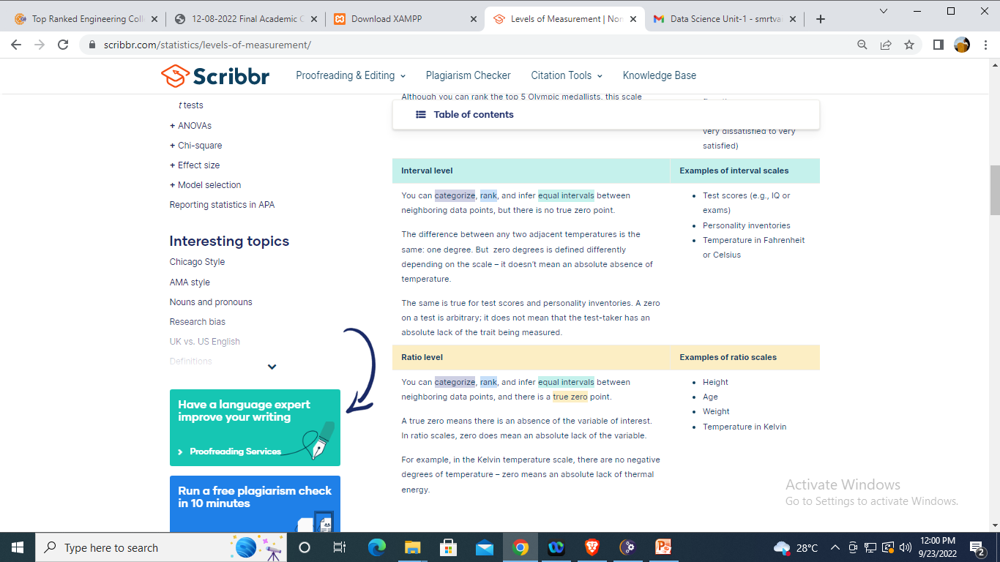 Top Ranked Engineering Coll
12-08-2022 Final Academic C
Download XAMPP
Levels of Measurement | Nom
Data Science Unit-1 - smrtva
scribbr.com/statistics/levels-of-measurement/
Scribbr
Proofreading & Editing
Plagiarism Checker
Citation Tools
Knowledge Base
t tests
+ ANOVAs
+ Chi-square
+ Effect size
+ Model selection
Reporting statistics in APA
Interesting topics
Chicago Style
AMA style
Nouns and pronouns
Research bias
UK vs. US English
Definitions
Have a language expert
improve your writing
Proofreading Services
Run a free plagiarism check
in 10 minutes
Although you can rank the top 5 Olympic medallists, this scale
Table of contents
very dissatisfied to very
satisfied)
Interval level
Examples of interval scales
You can categorize, rank, and infer equal intervals between
neighboring data points, but there is no true zero point.
The difference between any two adjacent temperatures is the
same: one degree. But zero degrees is defined differently
depending on the scale – it doesn't mean an absolute absence of
temperature.
The same is true for test scores and personality inventories. A zero
on a test is arbitrary; it does not mean that the test-taker has an
absolute lack of the trait being measured.
• Test scores (e.g., IQ or
exams)
• Personality inventories
• Temperature in Fahrenheit
or Celsius
Ratio level
Examples of ratio scales
You can categorize, rank, and infer equal intervals between
neighboring data points, and there is a true zero point.
A true zero means there is an absence of the variable of interest.
In ratio scales, zero does mean an absolute lack of the variable.
For example, in the Kelvin temperature scale, there are no negative
degrees of temperature – zero means an absolute lack of thermal
energy.
• Height
• Age
• Weight
• Temperature in Kelvin
Activate Windows
Go to Settings to activate Windows.
Type here to search
28°C
12:00 PM
9/23/2022
2